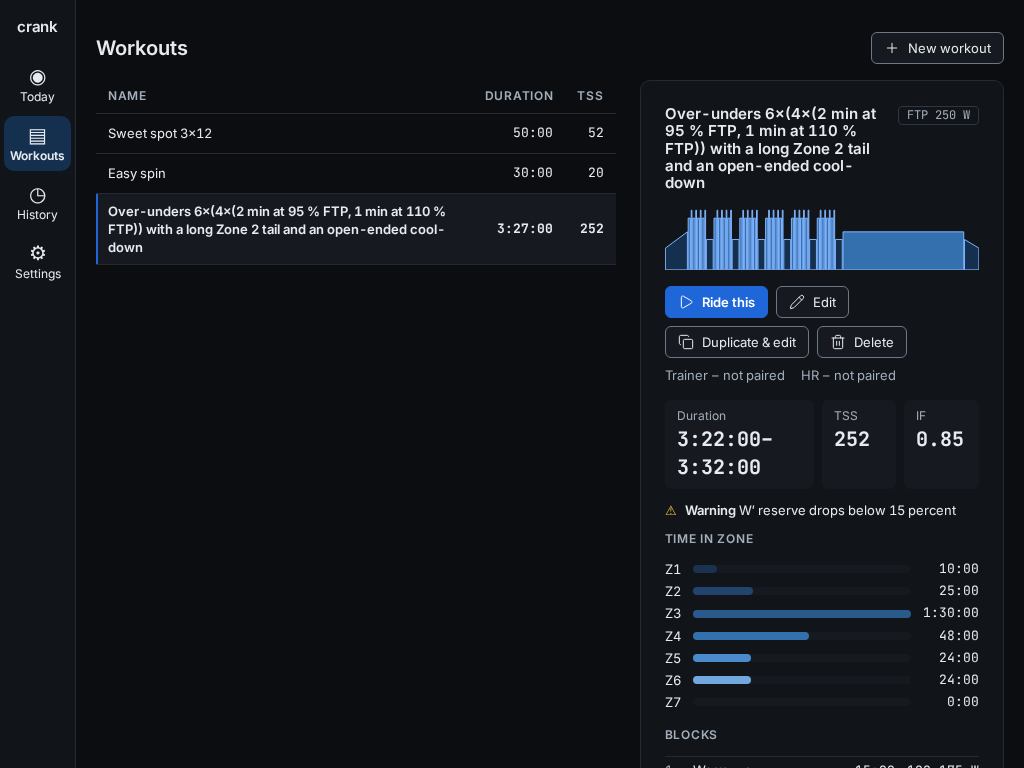 crank
Today
Workouts
History
Settings
Workouts
New workout
NAME DURATION TSS
Sweet spot 3×12 50:00 52
Easy spin 30:00 20
Over-unders 6×(4×(2 min at 95 % FTP, 1 min at 110 %
FTP)) with a long Zone 2 tail and an open-ended cool-
down
3:27:00 252
Over-unders 6×(4×(2 min at
95 % FTP, 1 min at 110 %
FTP)) with a long Zone 2 tail
and an open-ended cool-
down
FTP 250 W
Ride this
Edit
Duplicate & edit
Delete
Trainer – not paired HR – not paired
Duration
3:22:00–
3:32:00
TSS
252
IF
0.85
⚠ Warning W′ reserve drops below 15 percent
TIME IN ZONE
Z1 10:00
Z2 25:00
Z3 1:30:00
Z4 48:00
Z5 24:00
Z6 24:00
Z7 0:00
BLOCKS